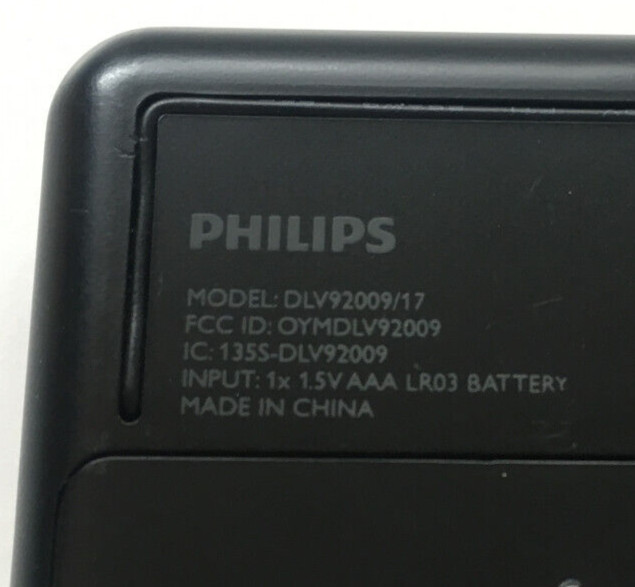 PHILIPS
MODEL: DLV92009/17
FCC ID: OYMDLV92009
IC: 135S-DLV92009
INPUT: 1x 1.5V AAA LR03 BATTERY
MADE IN CHINA